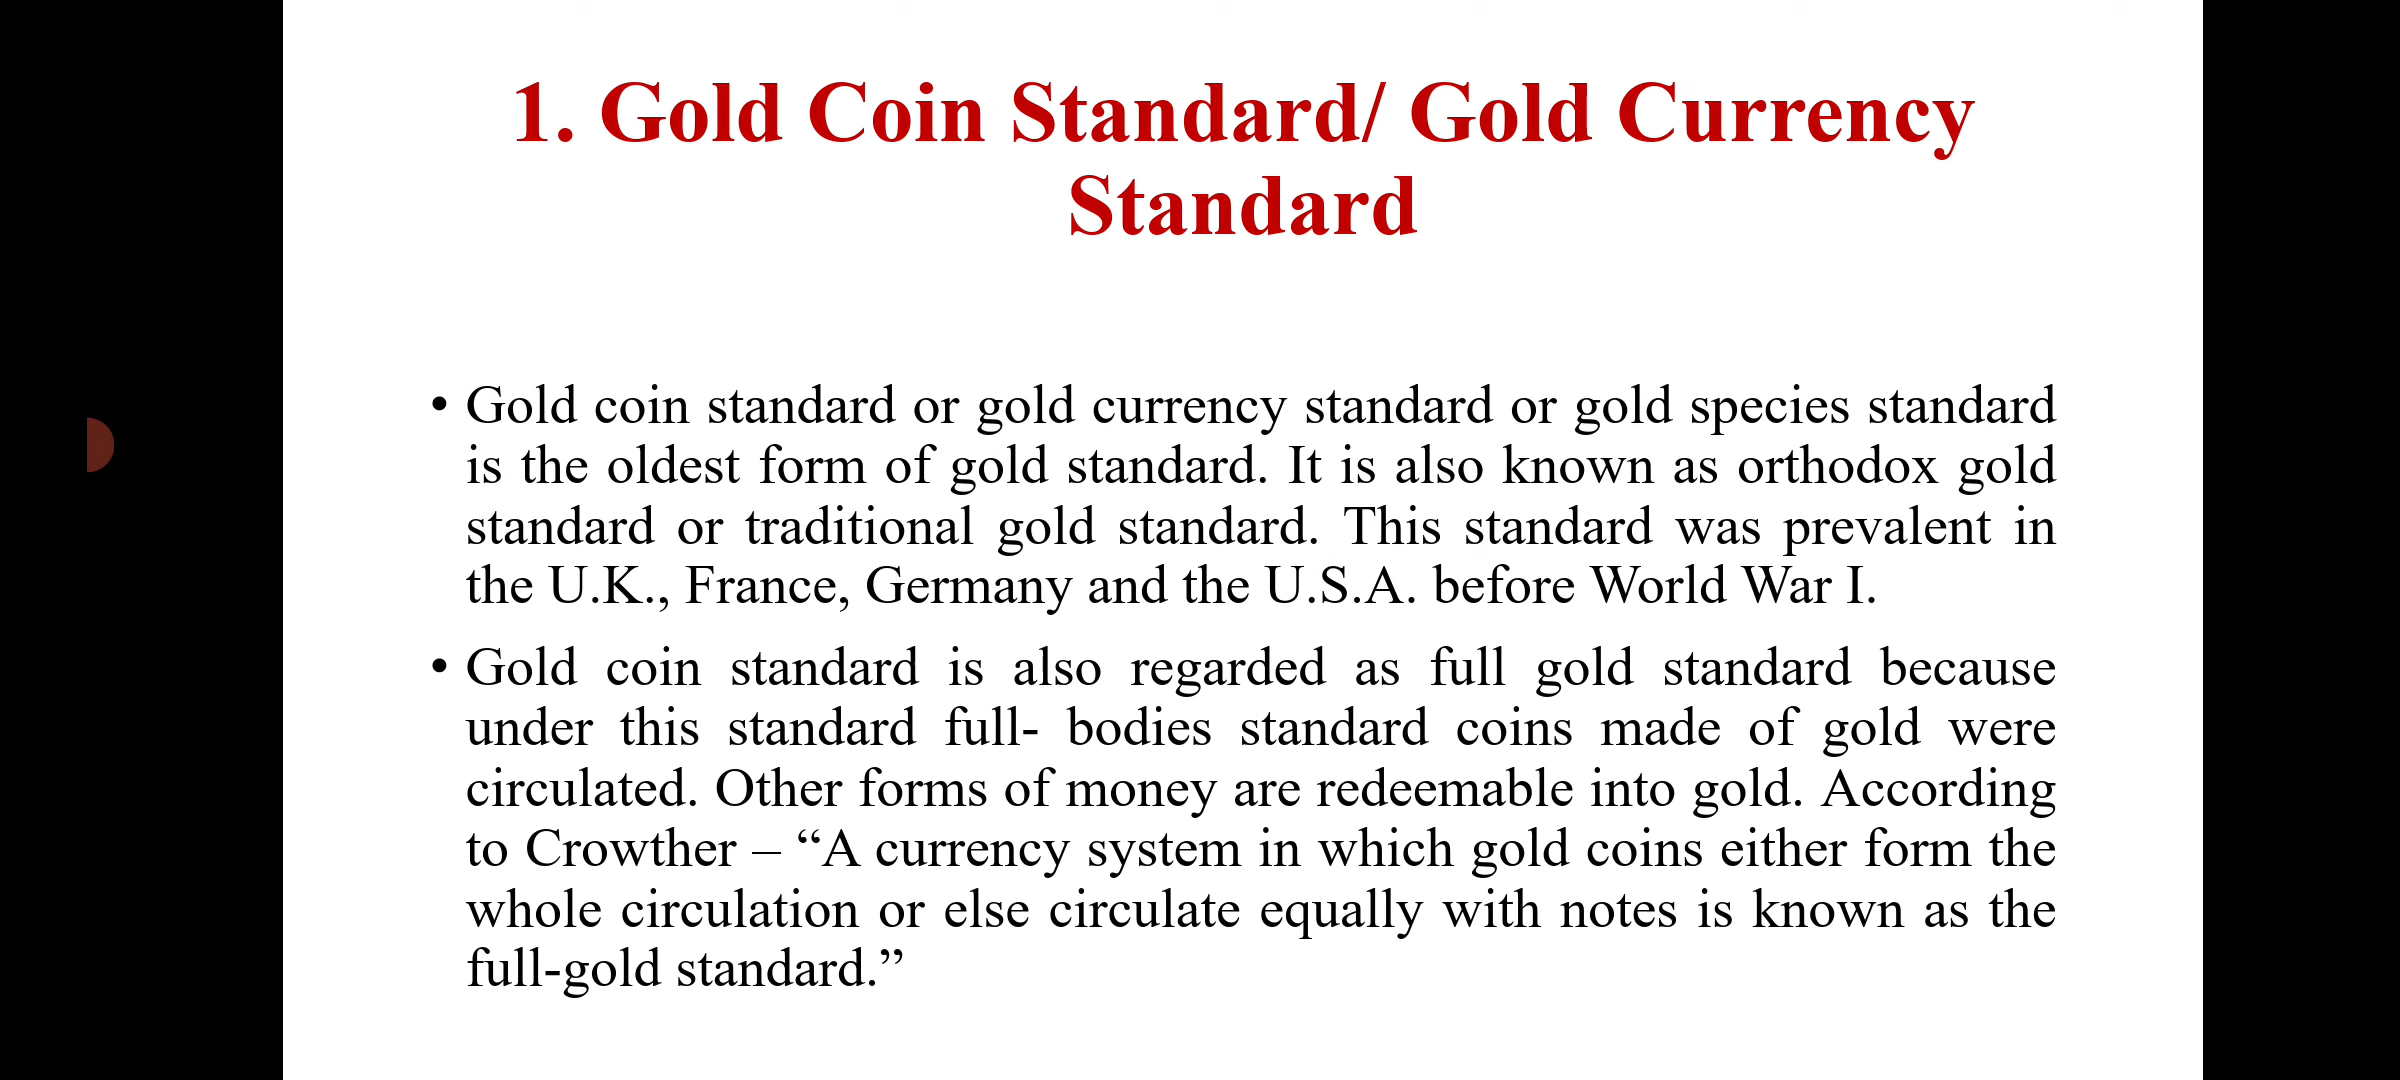 1. Gold Coin Standard/ Gold Currency
Standard
• Gold coin standard or gold currency standard or gold species standard
is the oldest form of gold standard. It is also known as orthodox gold
standard or traditional gold standard. This standard was prevalent in
the U.K., France, Germany and the U.S.A. before World War I.
• Gold coin standard is also regarded as full gold standard because
under this standard full- bodies standard coins made of gold were
circulated. Other forms of money are redeemable into gold. According
to Crowther – “A currency system in which gold coins either form the
whole circulation or else circulate equally with notes is known as the
full-gold standard.”